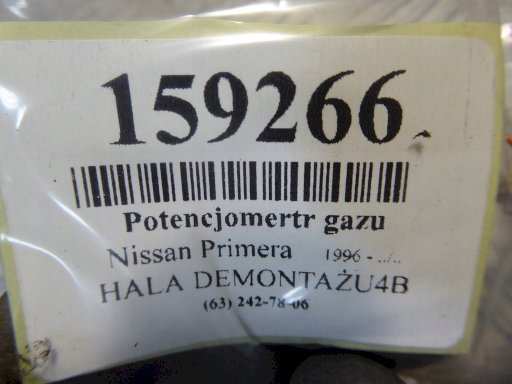 159266
Potencjomertr gazu
Nissan Primera 1996 - ../..
HALA DEMONTAŻU4B
(63) 242-78-06